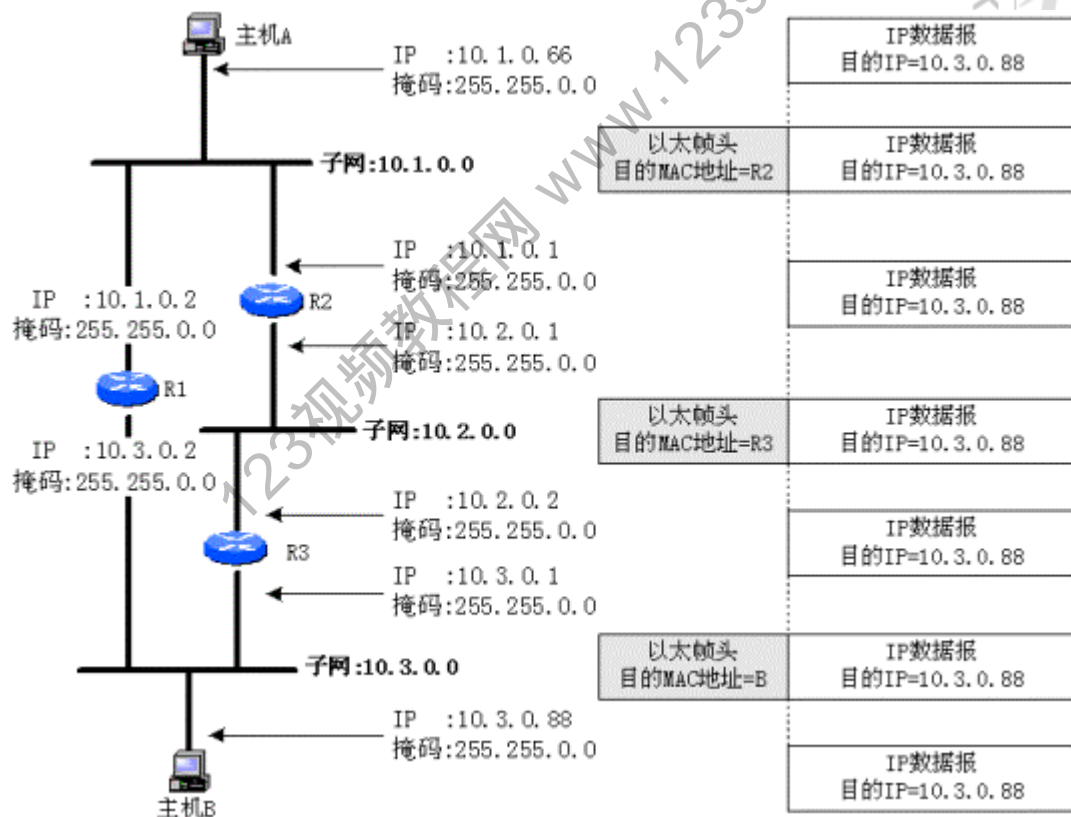 主机A
IP :10.1.0.66
掩码:255.255.0.0
子网:10.1.0.0
IP :10.1.0.1
掩码:255.255.0.0
IP :10.1.0.2
掩码:255.255.0.0
R2
IP :10.2.0.1
掩码:255.255.0.0
R1
子网:10.2.0.0
IP :10.3.0.2
掩码:255.255.0.0
IP :10.2.0.2
掩码:255.255.0.0
R3
IP :10.3.0.1
掩码:255.255.0.0
子网:10.3.0.0
IP :10.3.0.88
掩码:255.255.0.0
主机B
IP数据报
目的IP=10.3.0.88
以太帧头
目的MAC地址=R2
IP数据报
目的IP=10.3.0.88
IP数据报
目的IP=10.3.0.88
以太帧头
目的MAC地址=R3
IP数据报
目的IP=10.3.0.88
IP数据报
目的IP=10.3.0.88
以太帧头
目的MAC地址=B
IP数据报
目的IP=10.3.0.88
IP数据报
目的IP=10.3.0.88
123视频教程网 www.123